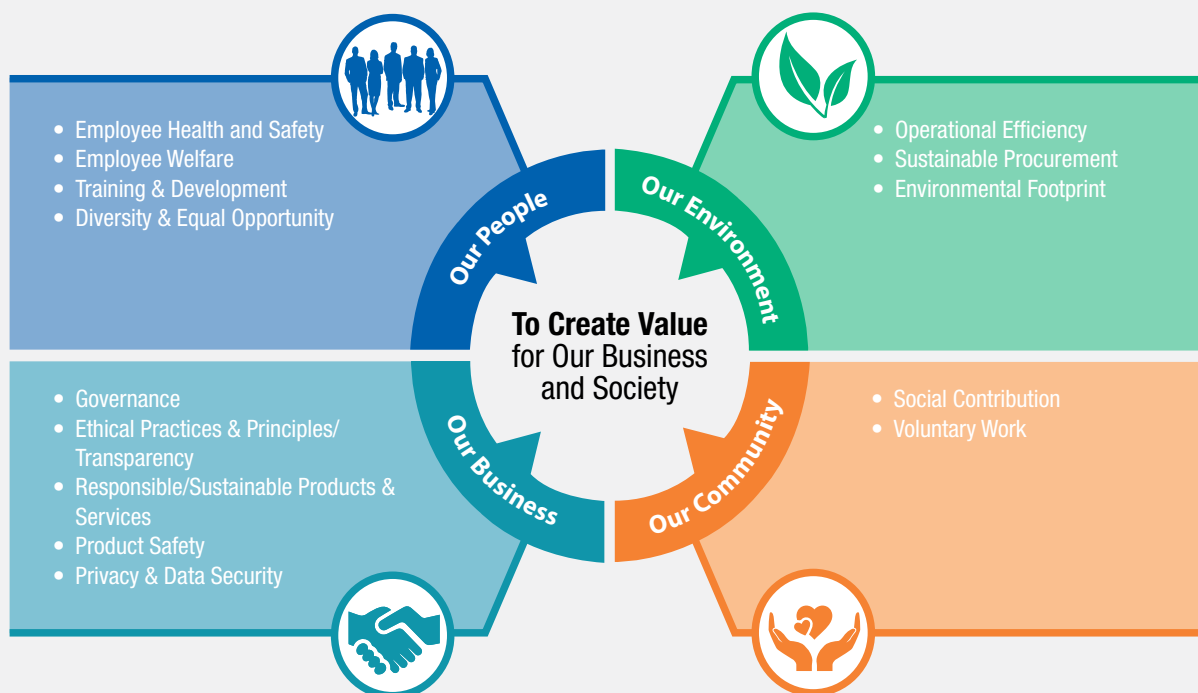 • Employee Health and Safety
• Employee Welfare
• Training & Development
• Diversity & Equal Opportunity
Our People
• Operational Efficiency
• Sustainable Procurement
• Environmental Footprint
Our Environment
To Create Value
for Our Business
and Society
• Governance
• Ethical Practices & Principles/
Transparency
• Responsible/Sustainable Products &
Services
• Product Safety
• Privacy & Data Security
Our Business
• Social Contribution
• Voluntary Work
Our Community